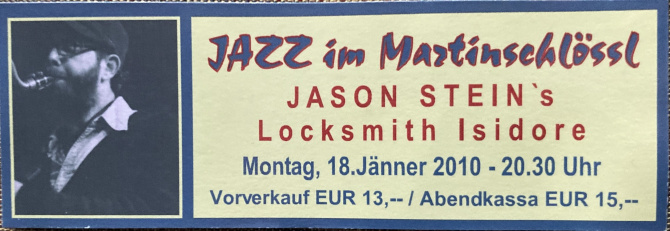 JAZZ im Martinschlössl
JASON STEIN`s
Locksmith Isidore
Montag, 18.Jänner 2010 - 20.30 Uhr
Vorverkauf EUR 13,-- / Abendkassa EUR 15,--